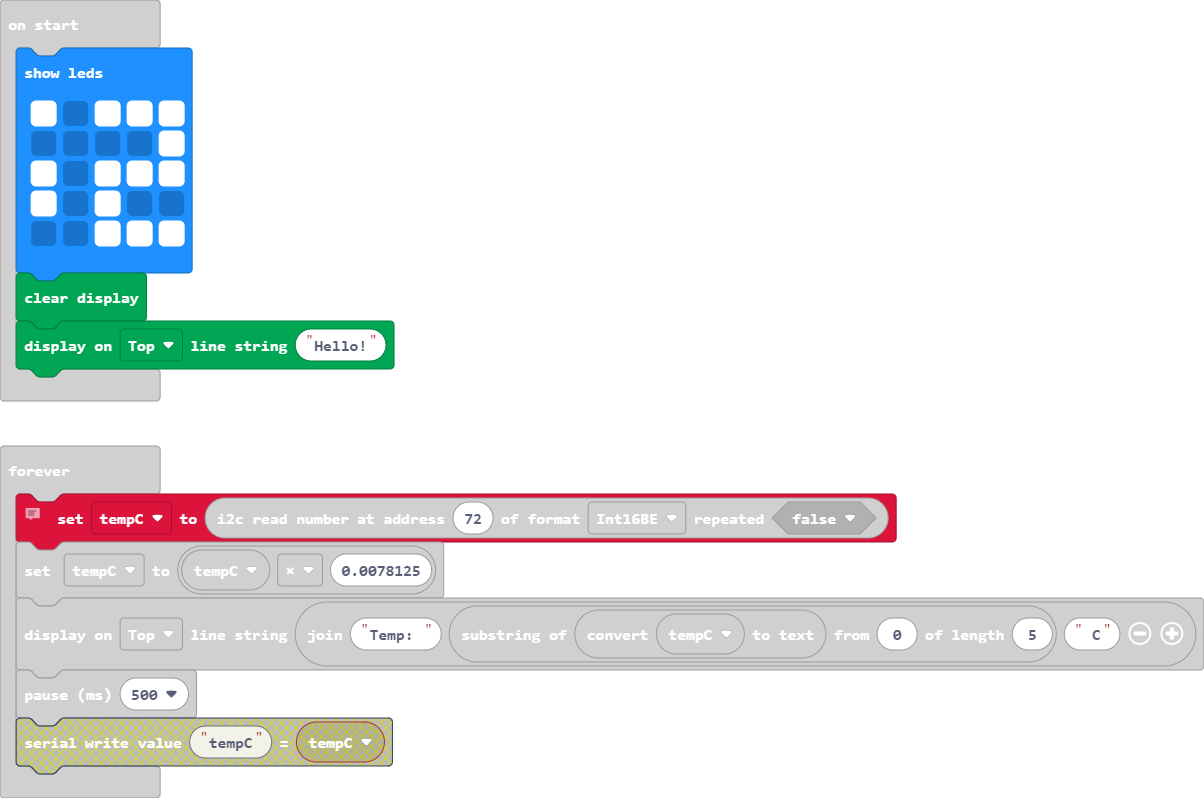 on start
show leds
clear display
display on Top line string "Hello!"
forever
set tempC to i2c read number at address 72 of format Int16BE repeated false
set tempC to tempC × 0.0078125
display on Top line string join "Temp: " substring of convert tempC to text from 0 of length 5 " C"
pause (ms) 500
serial write value "tempC" = tempC